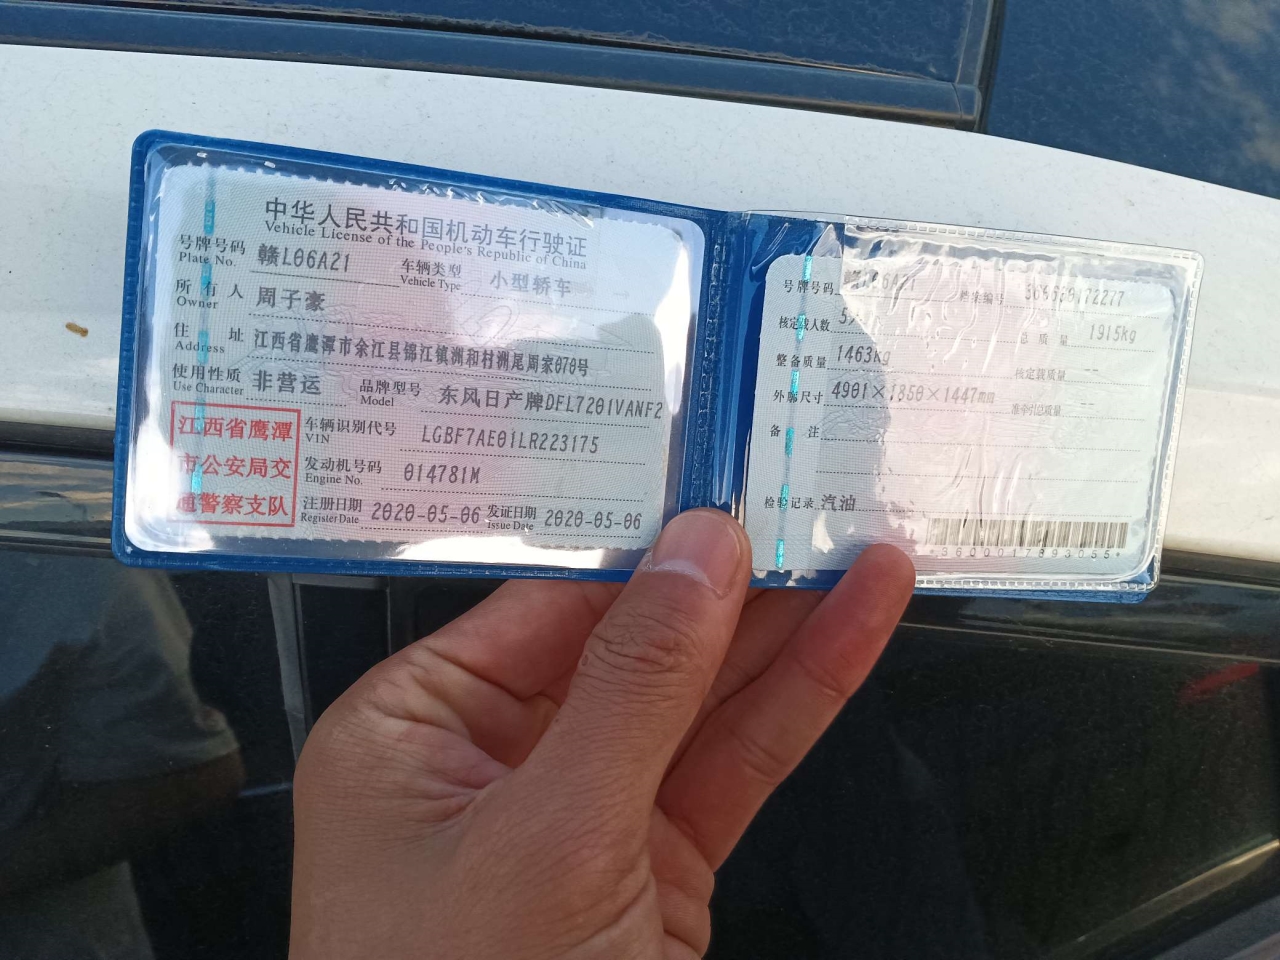 中华人民共和国机动车行驶证
Vehicle License of the People's Republic of China
号牌号码 赣L06A21 车辆类型 小型轿车
Plate No. Vehicle Type
所有人 周子豪
Owner
住址 江西省鹰潭市余江县锦江镇洲和村洲尾周家070号
Address
使用性质 非营运 品牌型号 东风日产牌DFL7201VANF2
Use Character Model
江西省鹰潭
市公安局交
通警察支队
车辆识别代号 LGBF7AE01LR223175
VIN
发动机号码 014781M
Engine No.
注册日期 2020-05-06 发证日期 2020-05-06
Register Date Issue Date
号牌号码 A21 档案编号
核定载人数 5 总质量 1915kg
整备质量 1463kg 核定载质量 --
外廓尺寸 4901×1850×1447mm 准牵引总质量 --
备注
检验记录 汽油
*3600017893055*